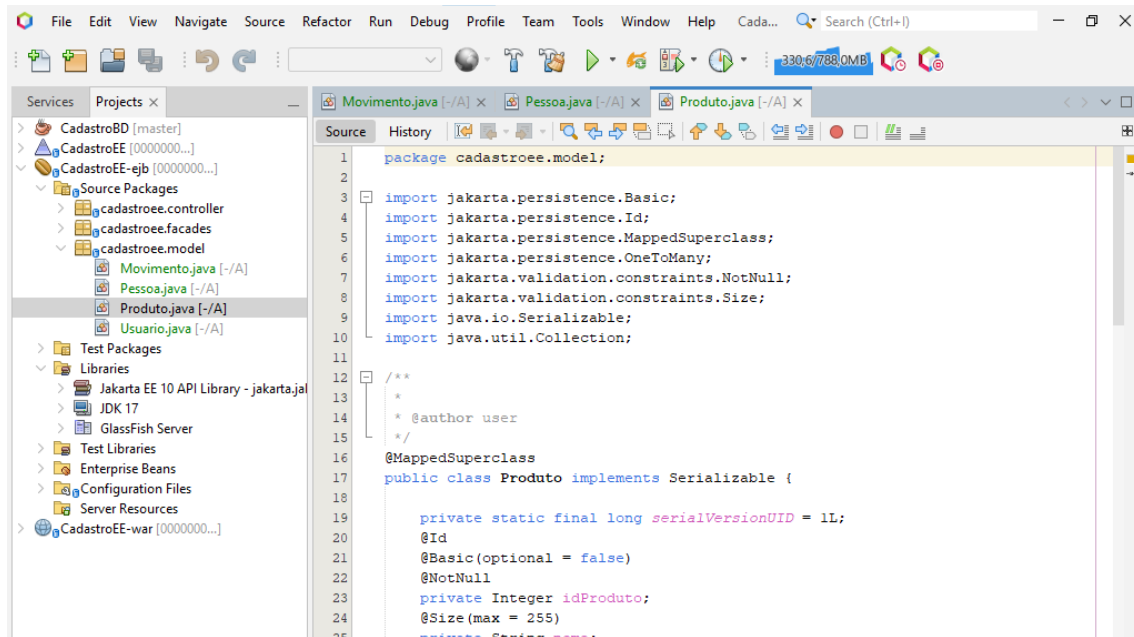 File Edit View Navigate Source Refactor Run Debug Profile Team Tools Window Help Cada... Search (Ctrl+I)
330,6/788,0MB
Services Projects
Movimento.java [-/A] Pessoa.java [-/A] Produto.java [-/A]
Source History
CadastroBD [master]
CadastroEE [0000000...]
CadastroEE-ejb [0000000...]
Source Packages
cadastroee.controller
cadastroee.facades
cadastroee.model
Movimento.java [-/A]
Pessoa.java [-/A]
Produto.java [-/A]
Usuario.java [-/A]
Test Packages
Libraries
Jakarta EE 10 API Library - jakarta.jal
JDK 17
GlassFish Server
Test Libraries
Enterprise Beans
Configuration Files
Server Resources
CadastroEE-war [0000000...]
1 package cadastroee.model;
2
3 import jakarta.persistence.Basic;
4 import jakarta.persistence.Id;
5 import jakarta.persistence.MappedSuperclass;
6 import jakarta.persistence.OneToMany;
7 import jakarta.validation.constraints.NotNull;
8 import jakarta.validation.constraints.Size;
9 import java.io.Serializable;
10 import java.util.Collection;
11
12 /**
13 *
14 * @author user
15 */
16 @MappedSuperclass
17 public class Produto implements Serializable {
18
19 private static final long serialVersionUID = 1L;
20 @Id
21 @Basic(optional = false)
22 @NotNull
23 private Integer idProduto;
24 @Size(max = 255)